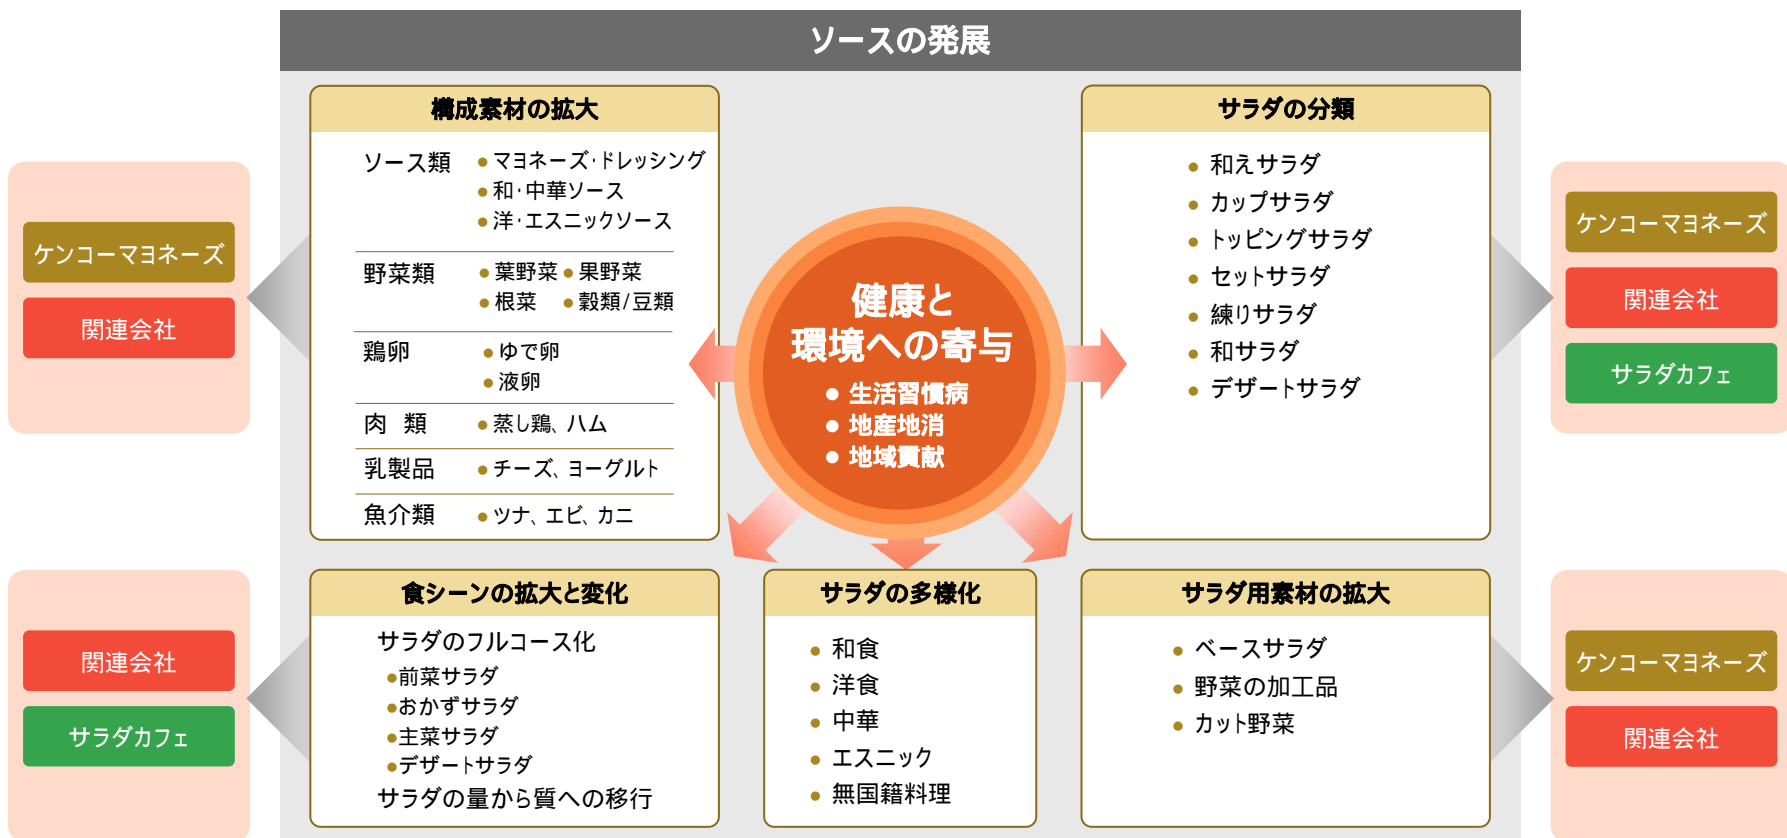 ソースの発展
構成素材の拡大
ソース類
●マヨネーズ・ドレッシング
●和・中華ソース
●洋・エスニックソース
野菜類
●葉野菜 ●果野菜
●根菜 ●穀類/豆類
鶏卵
●ゆで卵
●液卵
肉 類
●蒸し鶏、ハム
乳製品
●チーズ、ヨーグルト
魚介類
●ツナ、エビ、カニ
ケンコーマヨネーズ
関連会社
健康と
環境への寄与
●生活習慣病
●地産地消
●地域貢献
サラダの分類
●和えサラダ
●カップサラダ
●トッピングサラダ
●セットサラダ
●練りサラダ
●和サラダ
●デザートサラダ
ケンコーマヨネーズ
関連会社
サラダカフェ
食シーンの拡大と変化
サラダのフルコース化
●前菜サラダ
●おかずサラダ
●主菜サラダ
●デザートサラダ
サラダの量から質への移行
関連会社
サラダカフェ
サラダの多様化
●和食
●洋食
●中華
●エスニック
●無国籍料理
サラダ用素材の拡大
●ベースサラダ
●野菜の加工品
●カット野菜
ケンコーマヨネーズ
関連会社